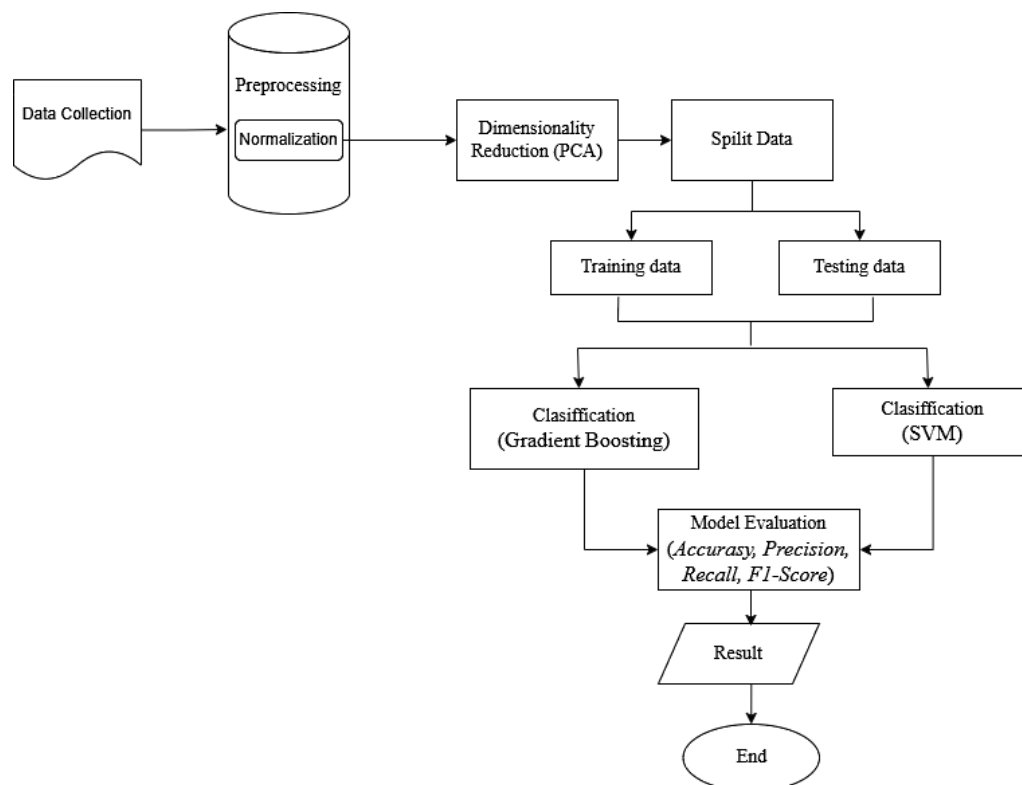 Data Collection
Preprocessing
Normalization
Dimensionality
Reduction (PCA)
Spilit Data
Training data
Testing data
Clasiffication
(Gradient Boosting)
Clasiffication
(SVM)
Model Evaluation
(Accurasy, Precision,
Recall, F1-Score)
Result
End